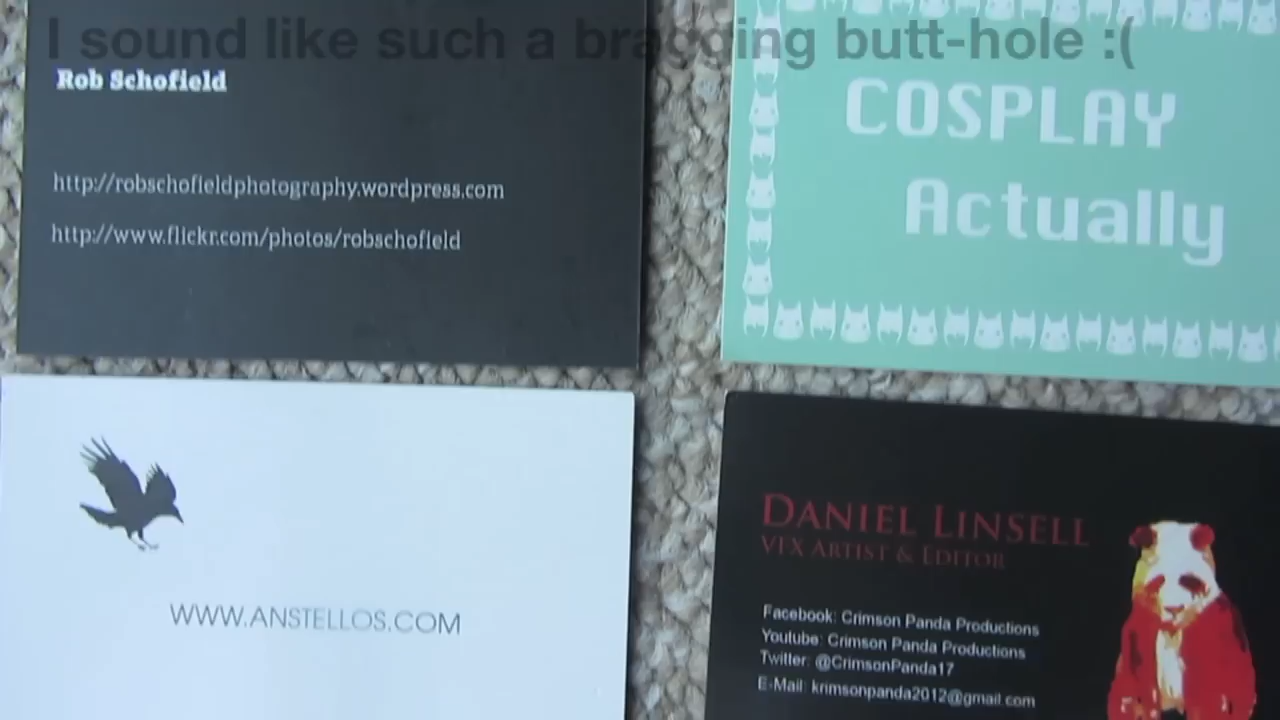 I sound like such a bragging butt-hole :(
Rob Schofield
http://robschofieldphotography.wordpress.com
http://www.flickr.com/photos/robschofield
COSPLAY
Actually
WWW.ANSTELLOS.COM
DANIEL LINSELL
VFX ARTIST & EDITOR
Facebook: Crimson Panda Productions
Youtube: Crimson Panda Productions
Twitter: @CrimsonPanda17
E-Mail: krimsonpanda2012@gmail.com